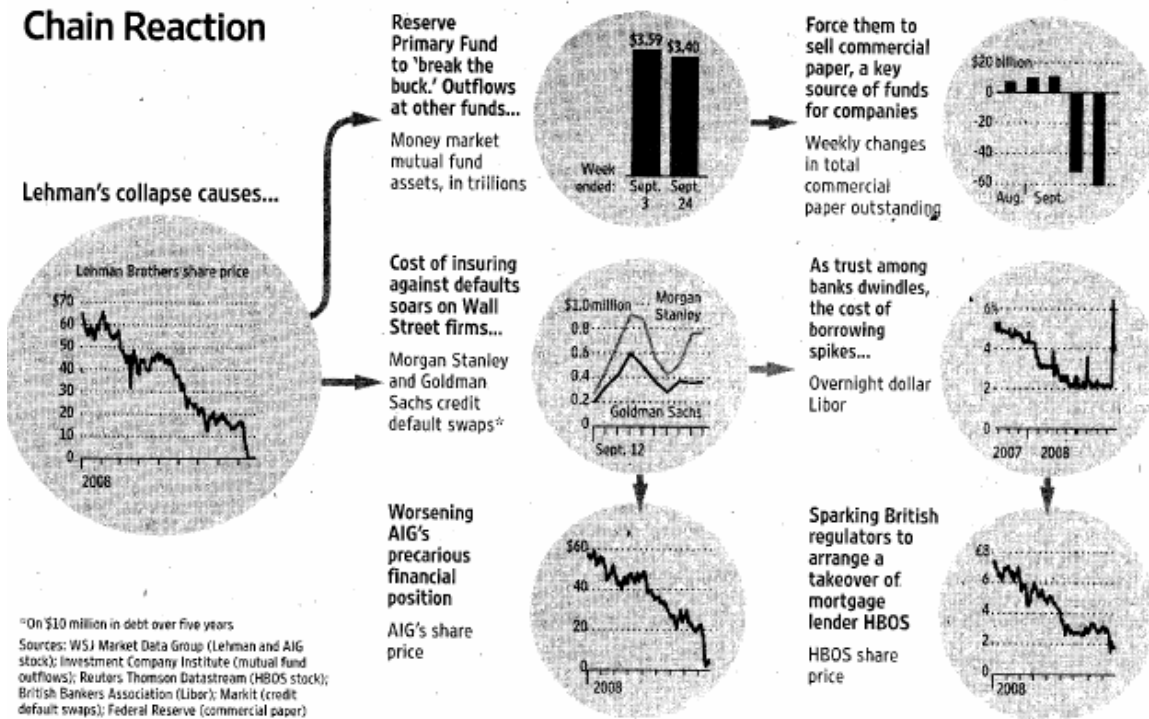 Chain Reaction
Lehman's collapse causes...
Lehman Brothers share price
$70
60
50
40
30
20
10
0
2008
Reserve
Primary Fund
to 'break the
buck.' Outflows
at other funds...
Money market
mutual fund
assets, in trillions
$3.59 $3.40
Week
ended: Sept. Sept.
3 24
Force them to
sell commercial
paper, a key
source of funds
for companies
Weekly changes
in total
commercial
paper outstanding
$20 billion
0
-20
-40
-60
Aug. Sept.
Cost of insuring
against defaults
soars on Wall
Street firms...
Morgan Stanley
and Goldman
Sachs credit
default swaps*
$1.0 million
Morgan
Stanley
0.8
0.6
0.4
0.2
0
Goldman Sachs
Sept. 12
As trust among
banks dwindles,
the cost of
borrowing
spikes...
Overnight dollar
Libor
4
2
0
2007 2008
Worsening
AIG's
precarious
financial
position
AIG's share
price
$60
40
20
0
2008
Sparking British
regulators to
arrange a
takeover of
mortgage
lender HBOS
HBOS share
price
£8
6
4
2
0
2008
*On $10 million in debt over five years
Sources: WSJ Market Data Group (Lehman and AIG
stock); Investment Company Institute (mutual fund
outflows); Reuters Thomson Datastream (HBOS stock);
British Bankers Association (Libor); Markit (credit
default swaps); Federal Reserve (commercial paper)